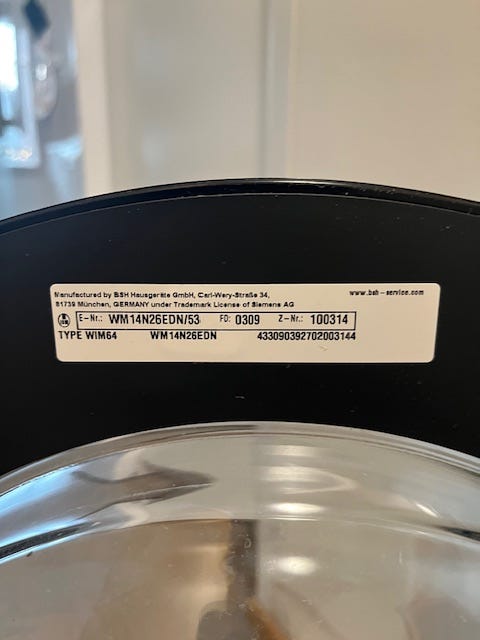 Manufactured by BSH Hausgeräte GmbH, Carl-Wery-Straße 34,
81739 München, GERMANY under Trademark License of Siemens AG
www.bsh-service.com
E-Nr.: WM14N26EDN/53 FD: 0309 Z-Nr.: 100314
TYPE WIM64 WM14N26EDN 433090392702003144